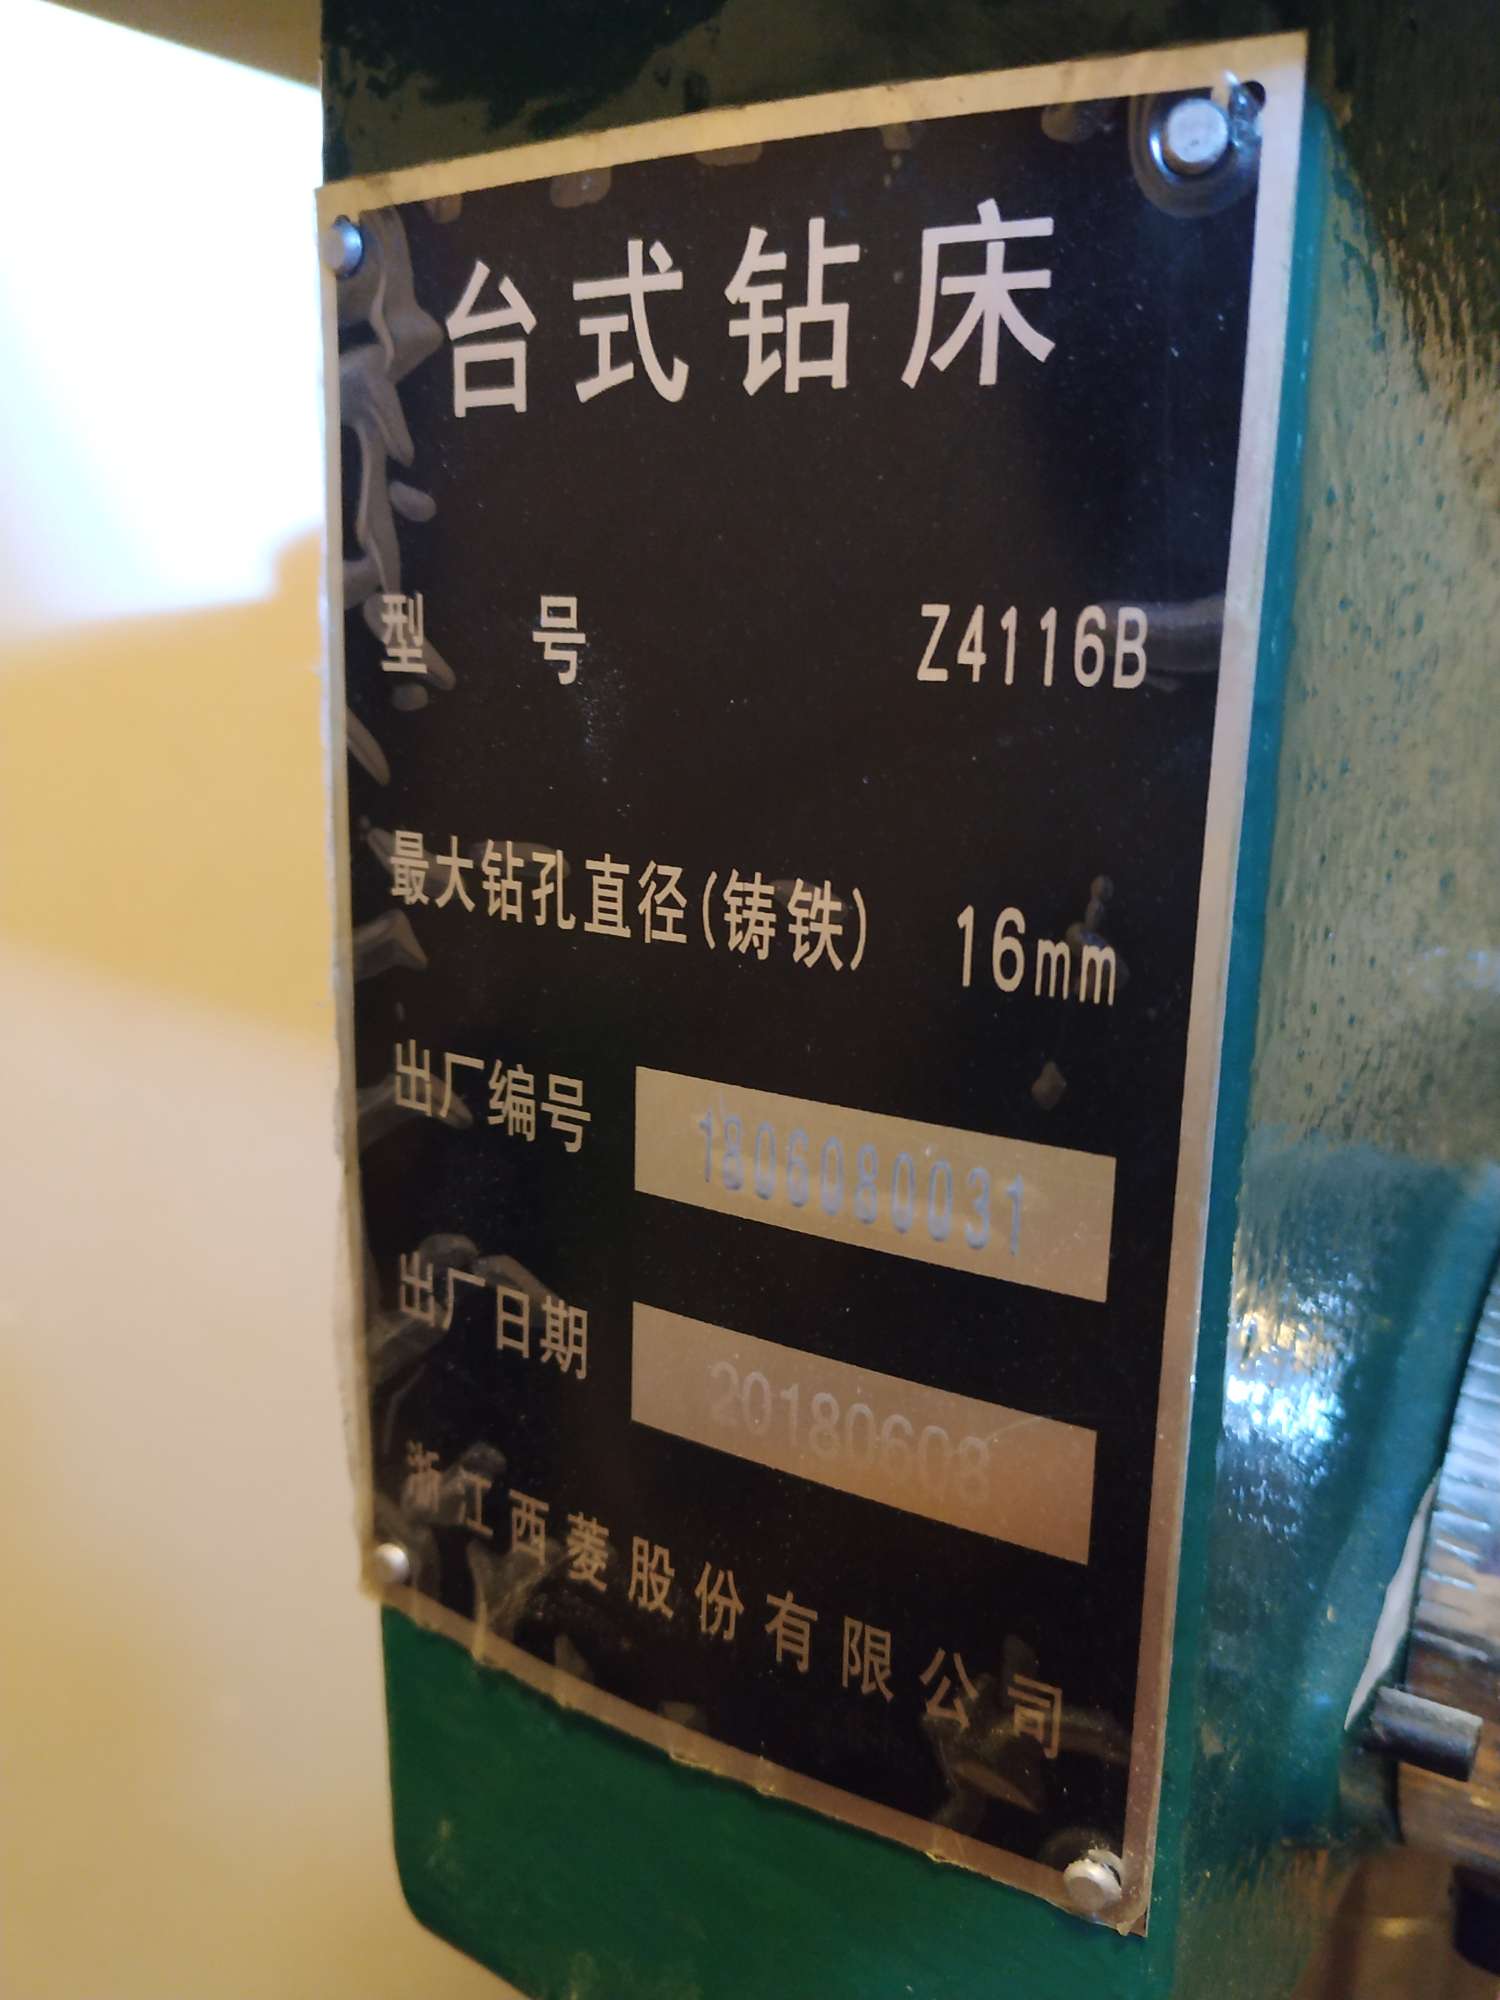 台式钻床
型号 Z4116B
最大钻孔直径(铸铁) 16mm
出厂编号 1806080031
出厂日期 20180608
浙江西菱股份有限公司